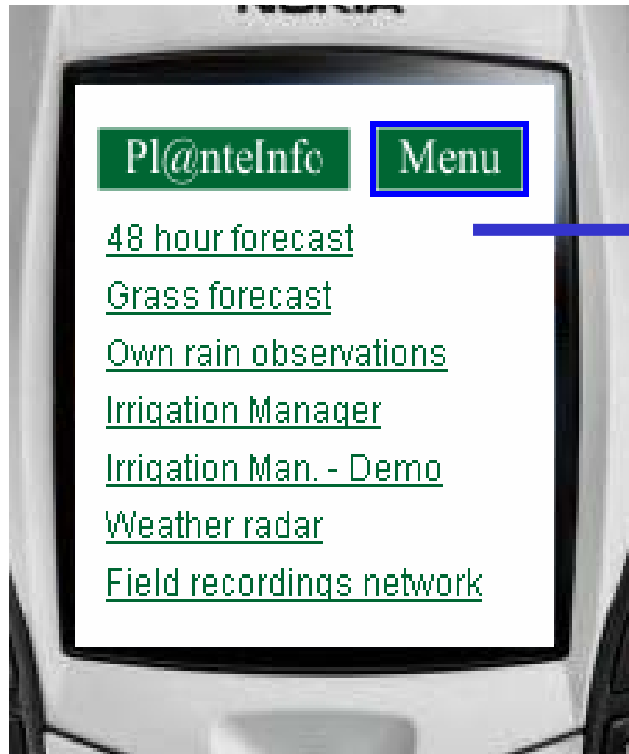 NOKIA
Pl@nteInfo Menu
48 hour forecast
Grass forecast
Own rain observations
Irrigation Manager
Irrigation Man. - Demo
Weather radar
Field recordings network